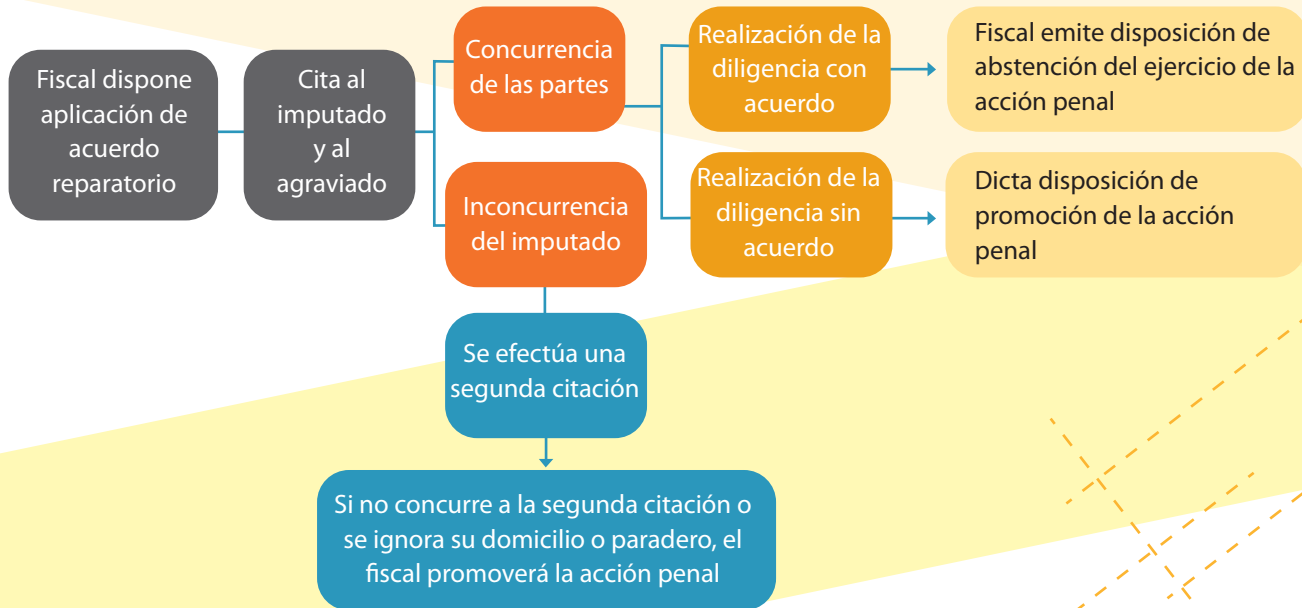 Fiscal dispone
aplicación de
acuerdo
reparatorio
Cita al
imputado
y al
agraviado
Concurrencia
de las partes
Realización de la
diligencia con
acuerdo
Fiscal emite disposición de
abstención del ejercicio de la
acción penal
Inconcurrencia
del imputado
Realización de la
diligencia sin
acuerdo
Dicta disposición de
promoción de la acción
penal
Se efectúa una
segunda citación
Si no concurre a la segunda citación o
se ignora su domicilio o paradero, el
fiscal promoverá la acción penal